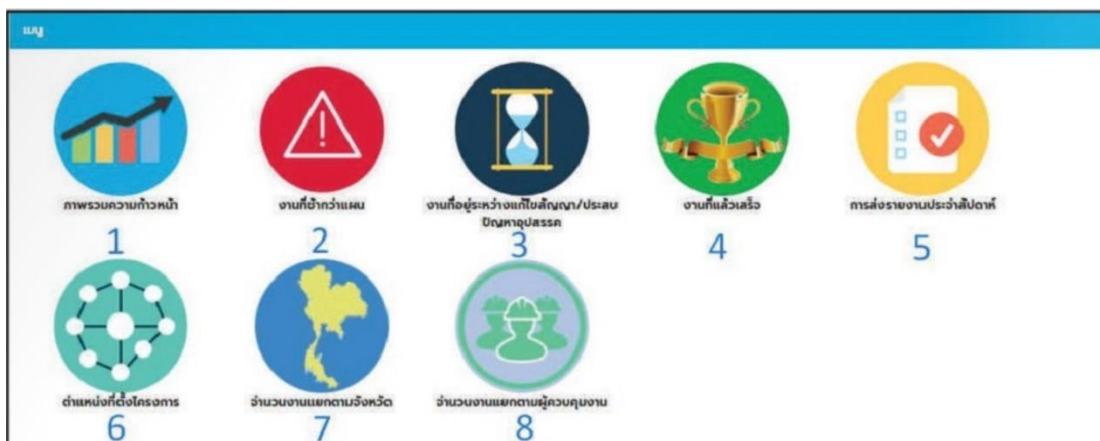 เมนู
ภาพรวมความก้าวหน้า
งานที่ช้ากว่าแผน
งานที่อยู่ระหว่างแก้ไขสัญญา/ประสบ
ปัญหาอุปสรรค
งานที่แล้วเสร็จ
การส่งรายงานประจำสัปดาห์
1
2
3
4
5
ตำแหน่งที่ตั้งโครงการ
จำนวนงานแยกตามจังหวัด
จำนวนงานแยกตามผู้ควบคุมงาน
6
7
8